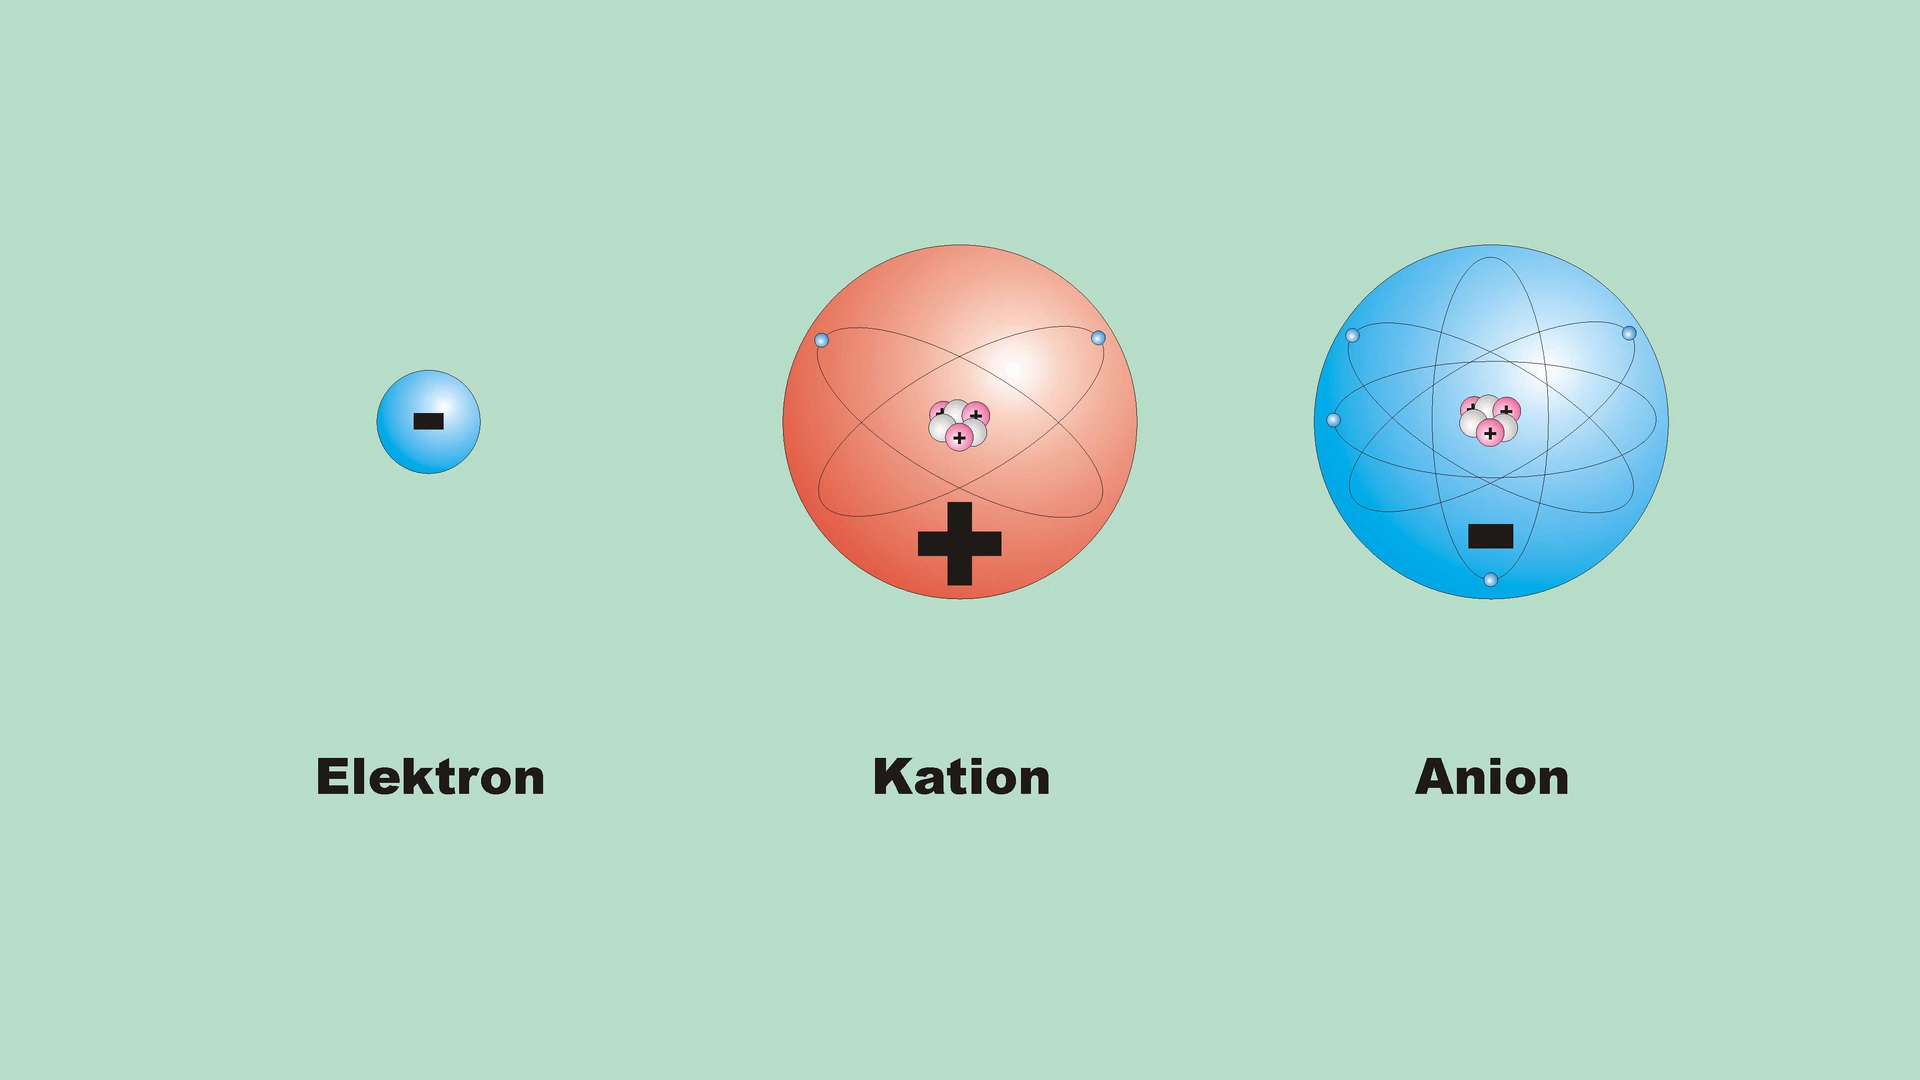 -
+
-
+ + +
+ + +
Elektron
Kation
Anion